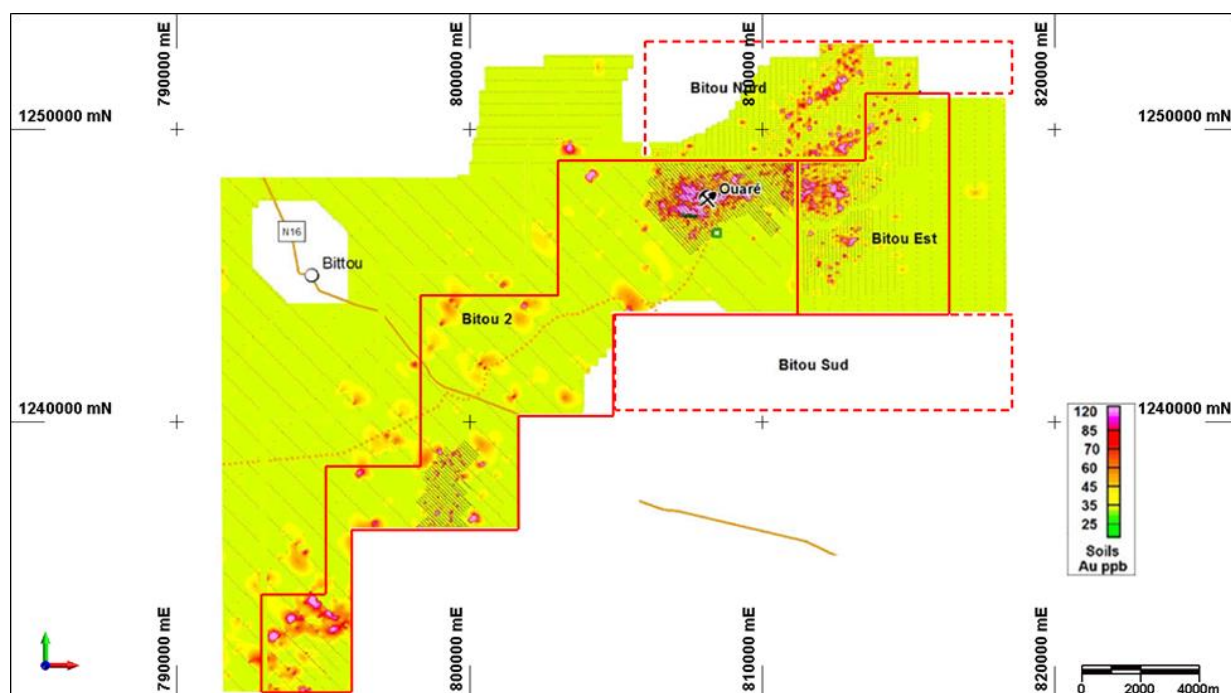 790000 mE
800000 mE
810000 mE
820000 mE
Bitou Nord
1250000 mN
1250000 mN
Ouaré
N16
Bittou
Bitou Est
Bitou 2
Bitou Sud
1240000 mN
1240000 mN
120
85
70
60
45
35
25
Soils
Au ppb
790000 mE
800000 mE
810000 mE
820000 mE
0
2000
4000m